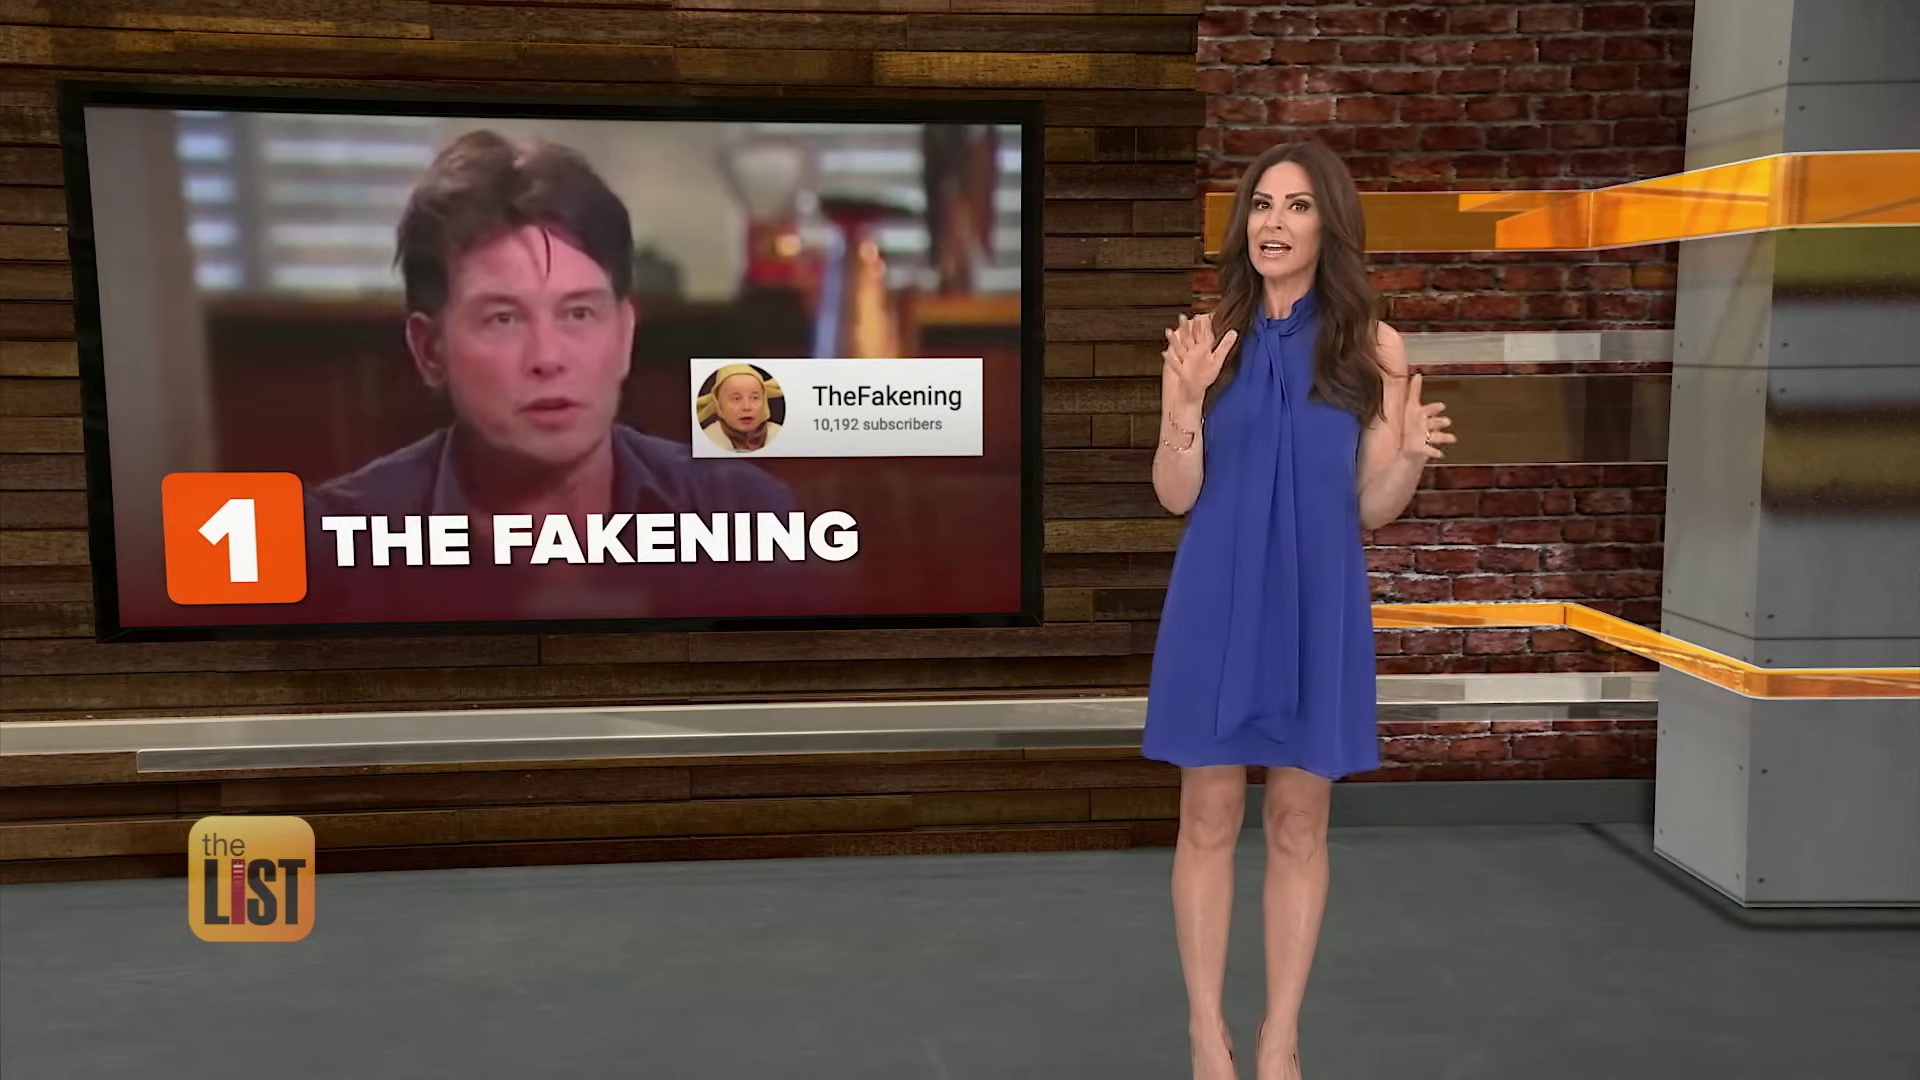 TheFakening
10,192 subscribers
1 THE FAKENING
the
LIST